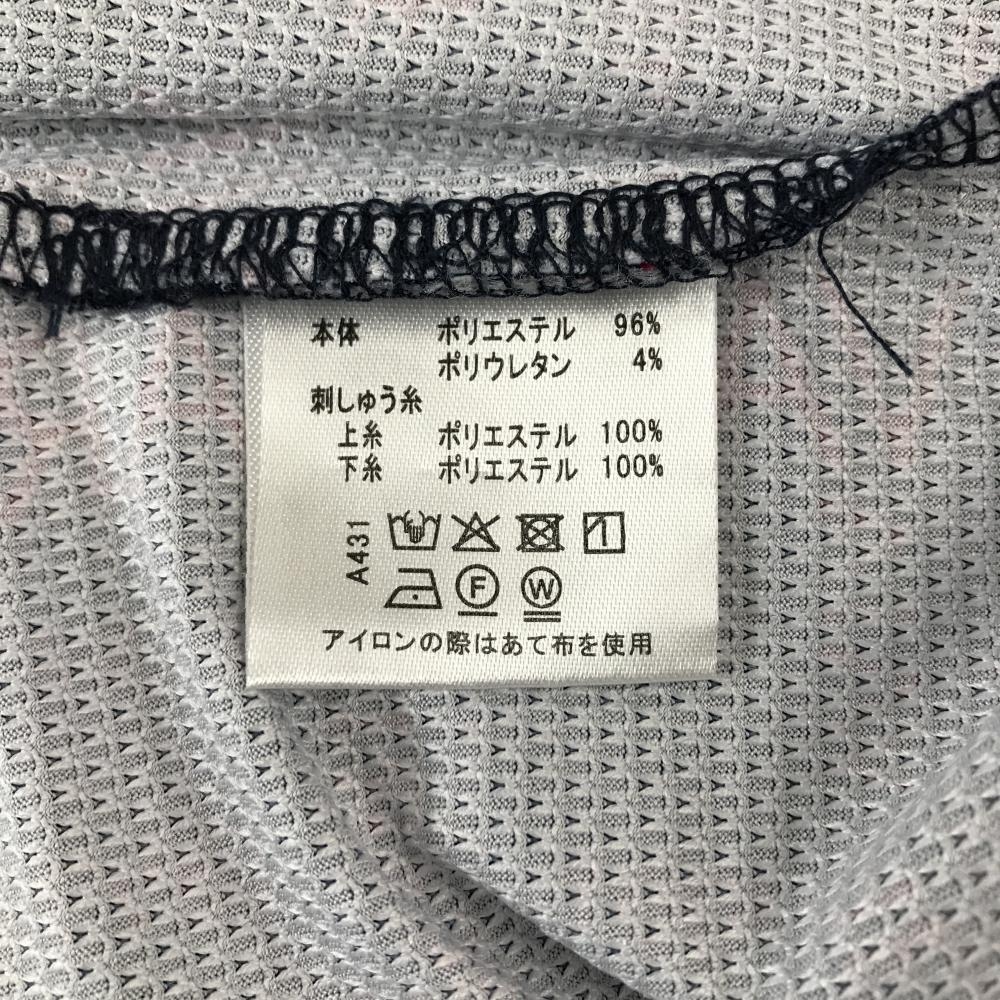 本体 ポリエステル 96%
ポリウレタン 4%
刺しゅう糸
上糸 ポリエステル 100%
下糸 ポリエステル 100%
A431
F W
アイロンの際はあて布を使用